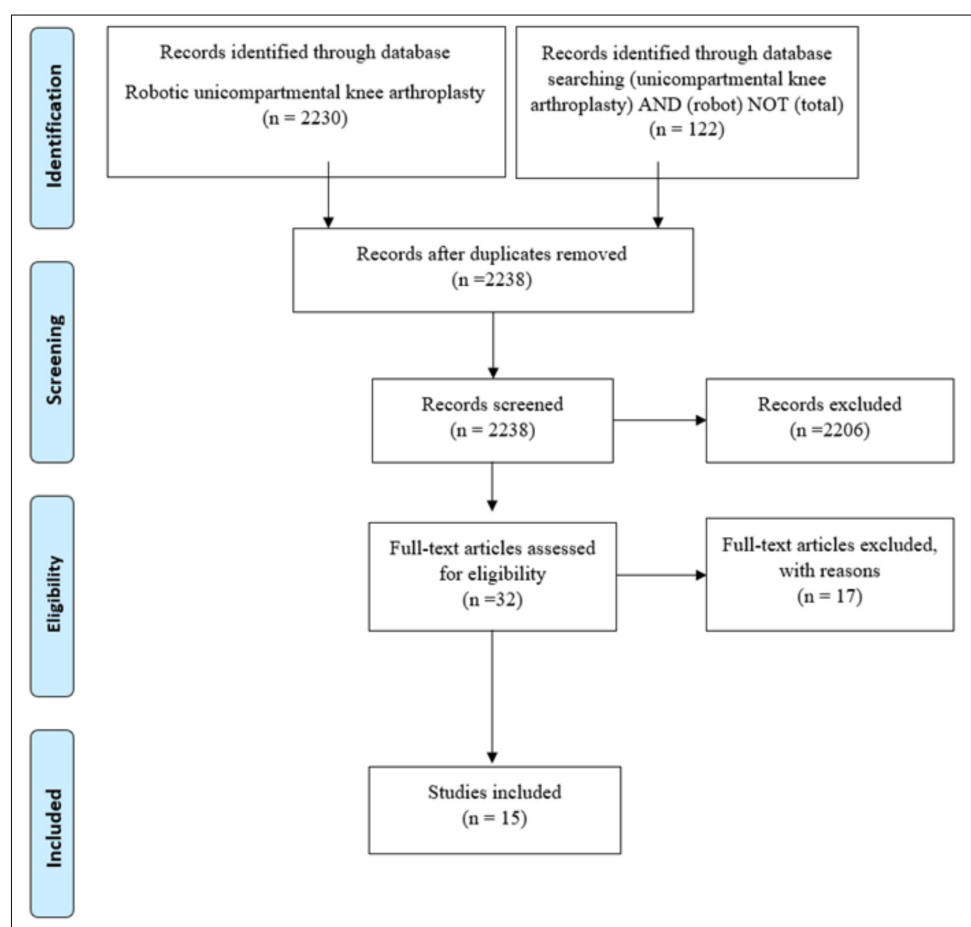 Identification
Records identified through database
Robotic unicompartmental knee arthroplasty
(n = 2230)
Records identified through database
searching (unicompartmental knee
arthroplasty) AND (robot) NOT (total)
(n = 122)
Records after duplicates removed
(n =2238)
Screening
Records screened
(n = 2238)
Records excluded
(n =2206)
Eligibility
Full-text articles assessed
for eligibility
(n =32)
Full-text articles excluded,
with reasons
(n = 17)
Included
Studies included
(n = 15)